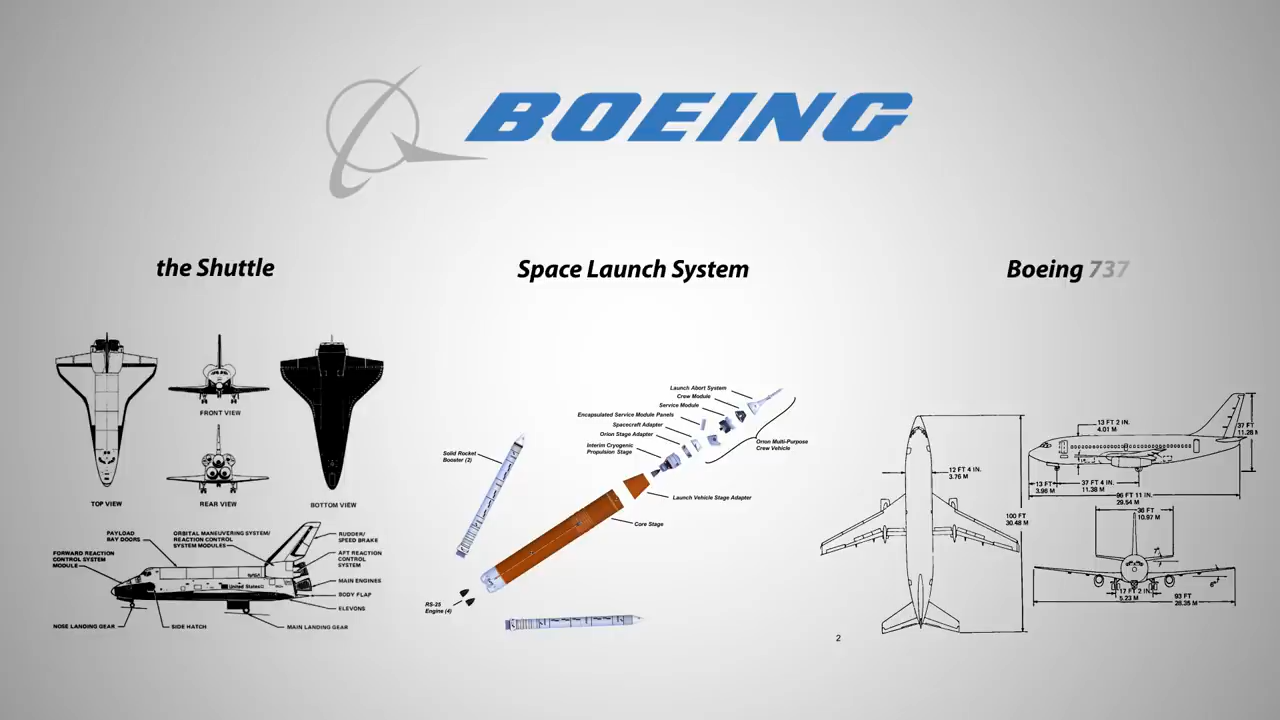 BOEING
the Shuttle
Space Launch System
Boeing 737
FRONT VIEW
TOP VIEW
REAR VIEW
BOTTOM VIEW
PAYLOAD
BAY DOORS
ORBITAL MANEUVERING SYSTEM/
REACTION CONTROL
SYSTEM MODULES
RUDDER/
SPEED BRAKE
FORWARD REACTION
CONTROL SYSTEM
MODULE
AFT REACTION
CONTROL
SYSTEM
MAIN ENGINES
BODY FLAP
ELEVONS
United States
NOSE LANDING GEAR
SIDE HATCH
MAIN LANDING GEAR
Launch Abort System
Crew Module
Service Module
Encapsulated Service Module Panels
Spacecraft Adapter
Orion Stage Adapter
Interim Cryogenic
Propulsion Stage
Orion Multi-Purpose
Crew Vehicle
Solid Rocket
Booster (2)
Launch Vehicle Stage Adapter
Core Stage
RS-25
Engine (4)
2
12 FT 4 IN.
3.76 M
100 FT
30.48 M
13 FT 2 IN.
4.01 M
37 FT
11.28 M
13 FT
3.96 M
37 FT 4 IN.
11.38 M
96 FT 11 IN.
29.54 M
36 FT
10.97 M
17 FT 2 IN.
5.23 M
93 FT
28.35 M